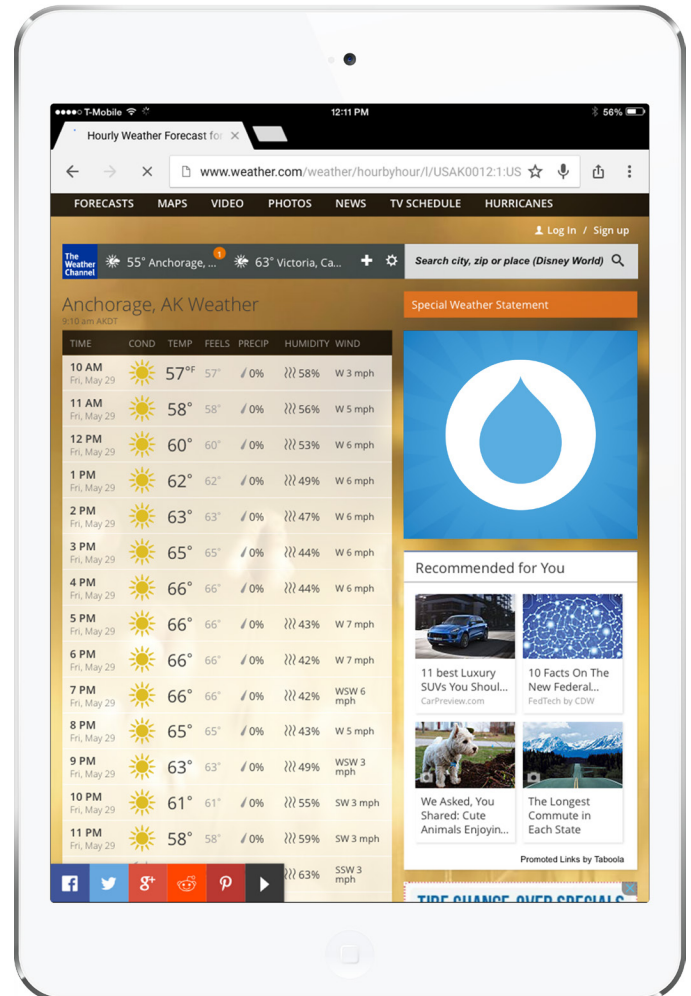 T-Mobile
12:11 PM
56%
Hourly Weather Forecast for
www.weather.com/weather/hourbyhour/l/USAK0012:1:US
FORECASTS MAPS VIDEO PHOTOS NEWS TV SCHEDULE HURRICANES
Log In / Sign up
The
Weather
Channel
55° Anchorage, ...
1
63° Victoria, Ca...
Search city, zip or place (Disney World)
Anchorage, AK Weather
9:10 am AKDT
TIME COND TEMP FEELS PRECIP HUMIDITY WIND
10 AM
Fri, May 29
57°F 57° 0% 58% W 3 mph
11 AM
Fri, May 29
58° 58° 0% 56% W 5 mph
12 PM
Fri, May 29
60° 60° 0% 53% W 6 mph
1 PM
Fri, May 29
62° 62° 0% 49% W 6 mph
2 PM
Fri, May 29
63° 63° 0% 47% W 6 mph
3 PM
Fri, May 29
65° 65° 0% 44% W 6 mph
4 PM
Fri, May 29
66° 66° 0% 44% W 6 mph
5 PM
Fri, May 29
66° 66° 0% 43% W 7 mph
6 PM
Fri, May 29
66° 66° 0% 42% W 7 mph
7 PM
Fri, May 29
66° 66° 0% 42% WSW 6
mph
8 PM
Fri, May 29
65° 65° 0% 43% W 5 mph
9 PM
Fri, May 29
63° 63° 0% 49% WSW 3
mph
10 PM
Fri, May 29
61° 61° 0% 55% SW 3 mph
11 PM
Fri, May 29
58° 58° 0% 59% SW 3 mph
63% SSW 3
mph
g+
Special Weather Statement
Recommended for You
11 best Luxury
SUVs You Shoul...
CarPreview.com
10 Facts On The
New Federal...
FedTech by CDW
We Asked, You
Shared: Cute
Animals Enjoyin...
The Longest
Commute in
Each State
Promoted Links by Taboola
TIRE CHANGE-OVER SPECIALS